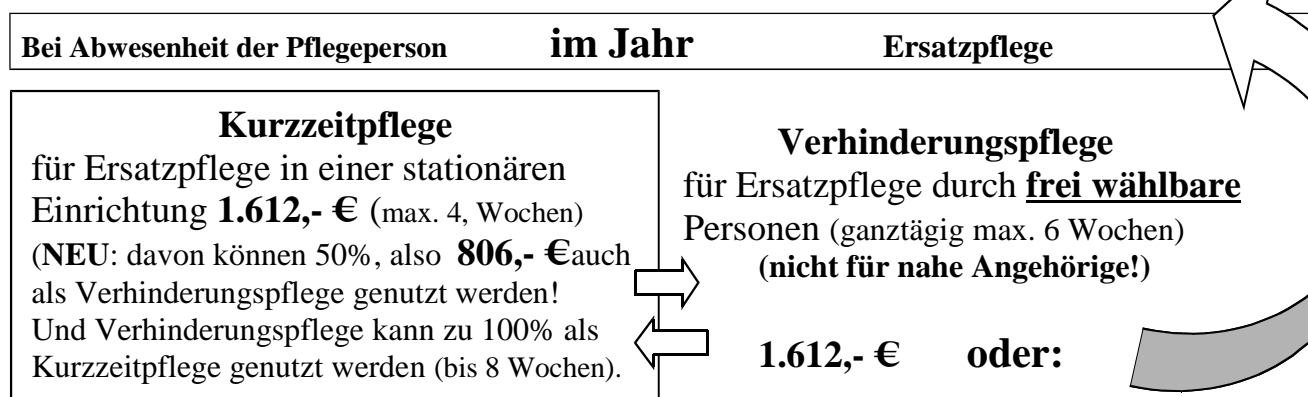 Bei Abwesenheit der Pflegeperson im Jahr Ersatzpflege
Kurzzeitpflege
für Ersatzpflege in einer stationären
Einrichtung 1.612,- € (max. 4, Wochen)
(NEU: davon können 50%, also 806,- €auch
als Verhinderungspflege genutzt werden!
Und Verhinderungspflege kann zu 100% als
Kurzzeitpflege genutzt werden (bis 8 Wochen).
Verhinderungspflege
für Ersatzpflege durch frei wählbare
Personen (ganztägig max. 6 Wochen)
(nicht für nahe Angehörige!)
1.612,- € oder: